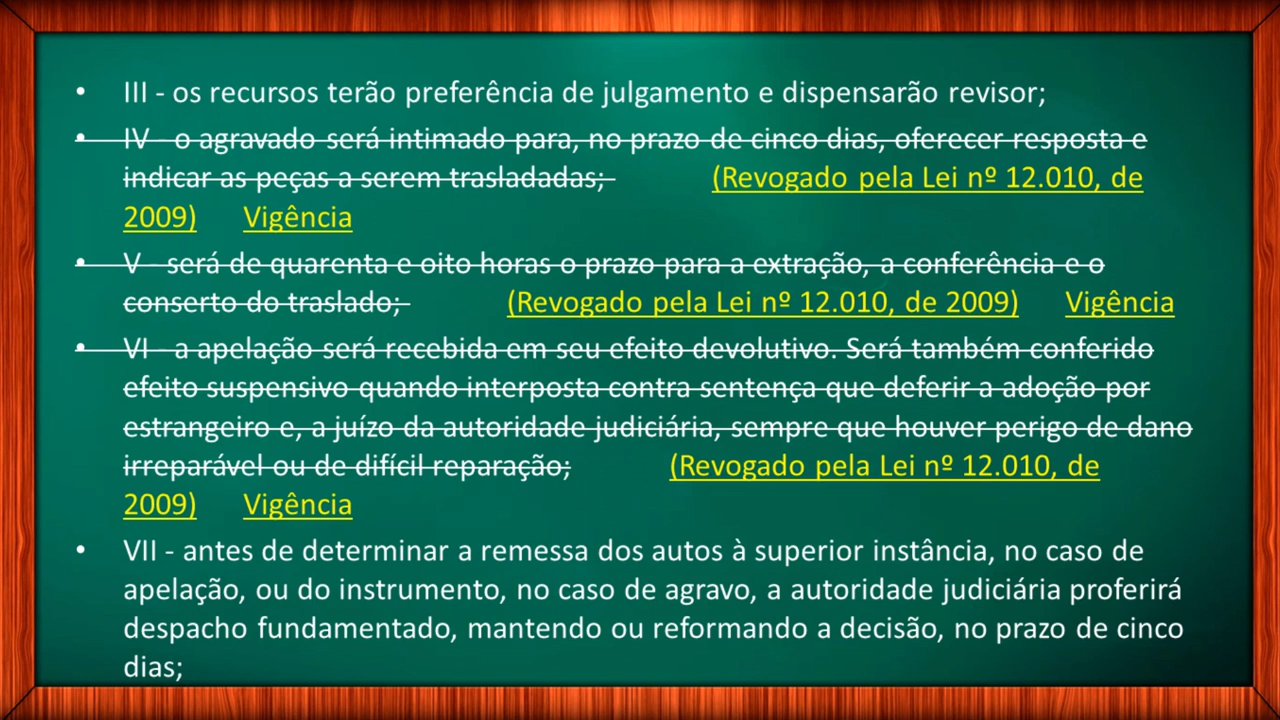 • III - os recursos terão preferência de julgamento e dispensarão revisor;
• IV - o agravado será intimado para, no prazo de cinco dias, oferecer resposta e
indicar as peças a serem trasladadas; (Revogado pela Lei nº 12.010, de
2009) Vigência
• V - será de quarenta e oito horas o prazo para a extração, a conferência e o
conserto do traslado; (Revogado pela Lei nº 12.010, de 2009) Vigência
• VI - a apelação será recebida em seu efeito devolutivo. Será também conferido
efeito suspensivo quando interposta contra sentença que deferir a adoção por
estrangeiro e, a juízo da autoridade judiciária, sempre que houver perigo de dano
irreparável ou de difícil reparação; (Revogado pela Lei nº 12.010, de
2009) Vigência
• VII - antes de determinar a remessa dos autos à superior instância, no caso de
apelação, ou do instrumento, no caso de agravo, a autoridade judiciária proferirá
despacho fundamentado, mantendo ou reformando a decisão, no prazo de cinco
dias;